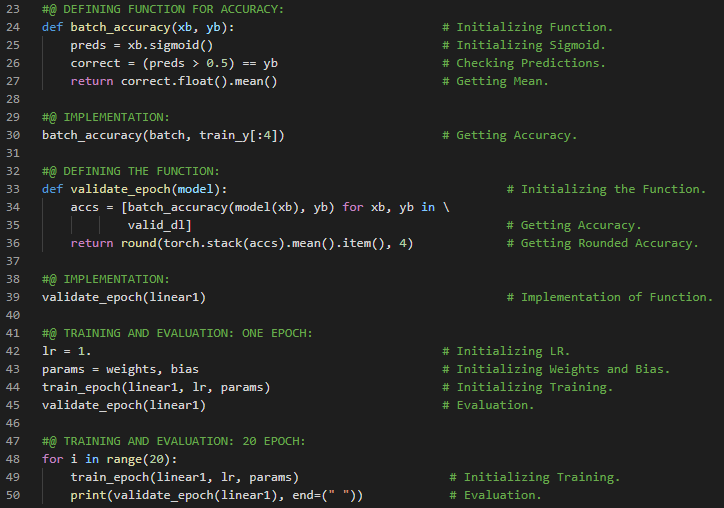 23 #@ DEFINING FUNCTION FOR ACCURACY:
24 def batch_accuracy(xb, yb): # Initializing Function.
25     preds = xb.sigmoid() # Initializing Sigmoid.
26     correct = (preds > 0.5) == yb # Checking Predictions.
27     return correct.float().mean() # Getting Mean.
28
29 #@ IMPLEMENTATION:
30 batch_accuracy(batch, train_y[:4]) # Getting Accuracy.
31
32 #@ DEFINING THE FUNCTION:
33 def validate_epoch(model): # Initializing the Function.
34     accs = [batch_accuracy(model(xb), yb) for xb, yb in \
35             valid_dl] # Getting Accuracy.
36     return round(torch.stack(accs).mean().item(), 4) # Getting Rounded Accuracy.
37
38 #@ IMPLEMENTATION:
39 validate_epoch(linear1) # Implementation of Function.
40
41 #@ TRAINING AND EVALUATION: ONE EPOCH:
42 lr = 1. # Initializing LR.
43 params = weights, bias # Initializing Weights and Bias.
44 train_epoch(linear1, lr, params) # Initializing Training.
45 validate_epoch(linear1) # Evaluation.
46
47 #@ TRAINING AND EVALUATION: 20 EPOCH:
48 for i in range(20):
49     train_epoch(linear1, lr, params) # Initializing Training.
50     print(validate_epoch(linear1), end=(" ")) # Evaluation.